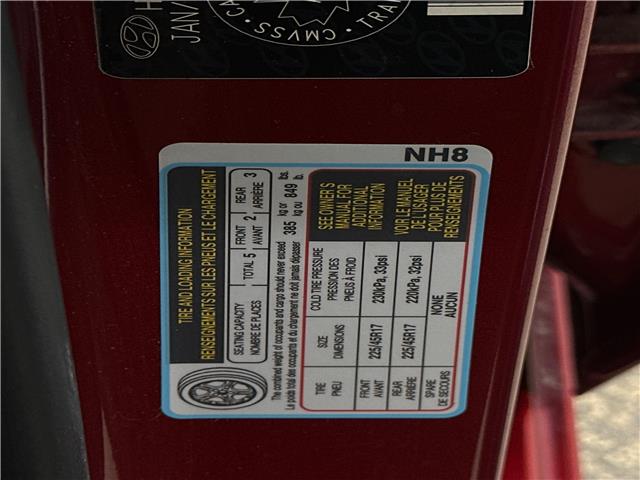 H
JAN/
CMVSS
TRA
NH8
TIRE AND LOADING INFORMATION
RENSEIGNEMENTS SUR LES PNEUS ET LE CHARGEMENT
SEATING CAPACITY
NOMBRE DE PLACES
TOTAL 5
FRONT
AVANT
2
REAR
ARRIÈRE
3
The combined weight of occupants and cargo should never exceed 385 kg or 849 lbs.
Le poids total des occupants et du chargement ne doit jamais dépasser 385 kg ou 849 lb.
TIRE
PNEU
SIZE
DIMENSIONS
COLD TIRE PRESSURE
PRESSION DES
PNEUS À FROID
FRONT
AVANT
225/45R17
230kPa, 33psi
REAR
ARRIÈRE
225/45R17
220kPa, 32psi
SPARE
DE SECOURS
NONE
AUCUN
SEE OWNER'S
MANUAL FOR
ADDITIONAL
INFORMATION
VOIR LE MANUEL
DE L'USAGER
POUR PLUS DE
RENSEIGNEMENTS